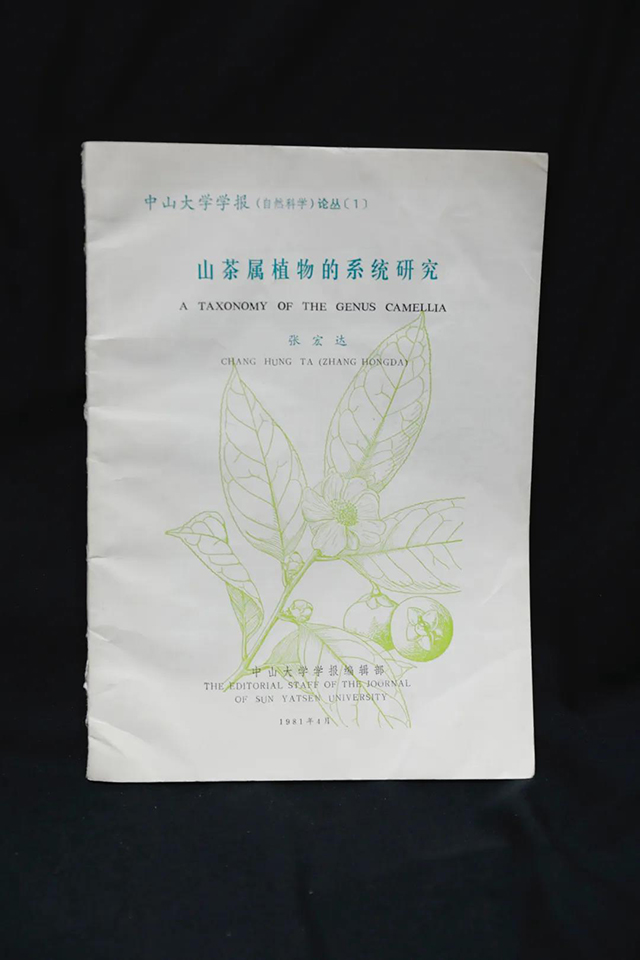 中山大学学报(自然科学)论丛〔1〕
山茶属植物的系统研究
A TAXONOMY OF THE GENUS CAMELLIA
张宏达
CHANG HUNG TA (ZHANG HONGDA)
中山大学学报编辑部
THE EDITORIAL STAFF OF THE JOORNAL
OF SUN YATSEN UNIVERSITY
1981年4月